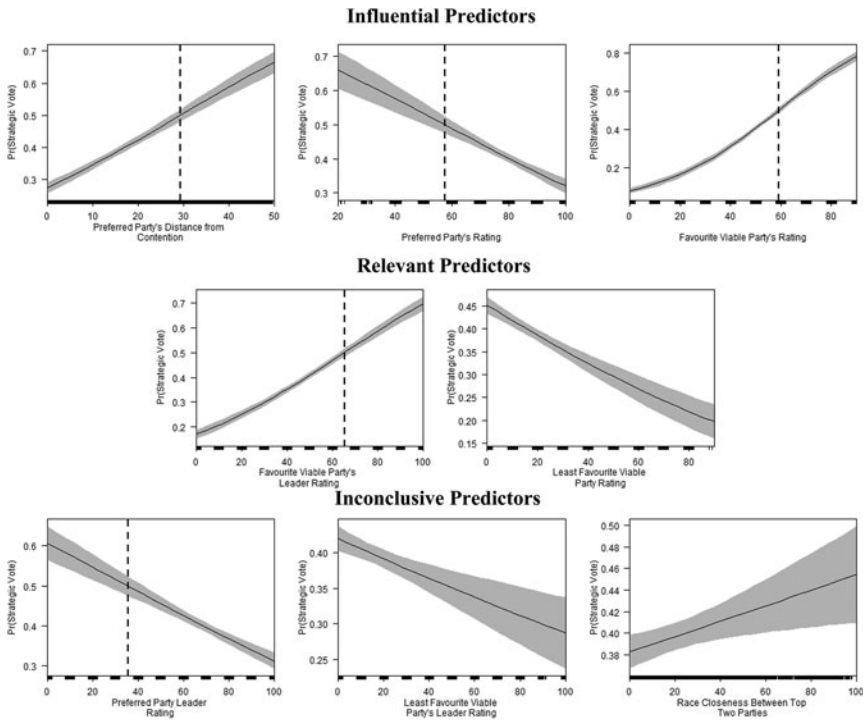 Influential Predictors
Pr(Strategic Vote)
0.7
0.6
0.5
0.4
0.3
0 10 20 30 40 50
Preferred Party's Distance from
Contention
Pr(Strategic Vote)
0.7
0.6
0.5
0.4
0.3
20 40 60 80 100
Preferred Party's Rating
Pr(Strategic Vote)
0.8
0.6
0.4
0.2
0 20 40 60 80
Favourite Viable Party's Rating
Relevant Predictors
Pr(Strategic Vote)
0.7
0.6
0.5
0.4
0.3
0.2
0 20 40 60 80 100
Favourite Viable Party's
Leader Rating
Pr(Strategic Vote)
0.45
0.40
0.35
0.30
0.25
0.20
0.15
0 20 40 60 80
Least Favourite Viable
Party Rating
Inconclusive Predictors
Pr(Strategic Vote)
0.6
0.5
0.4
0.3
0 20 40 60 80 100
Preferred Party Leader
Rating
Pr(Strategic Vote)
0.40
0.35
0.30
0.25
0 20 40 60 80 100
Least Favourite Viable
Party's Leader Rating
Pr(Strategic Vote)
0.50
0.48
0.44
0.42
0.40
0.38
0 20 40 60 80 100
Race Closeness Between Top
Two Parties